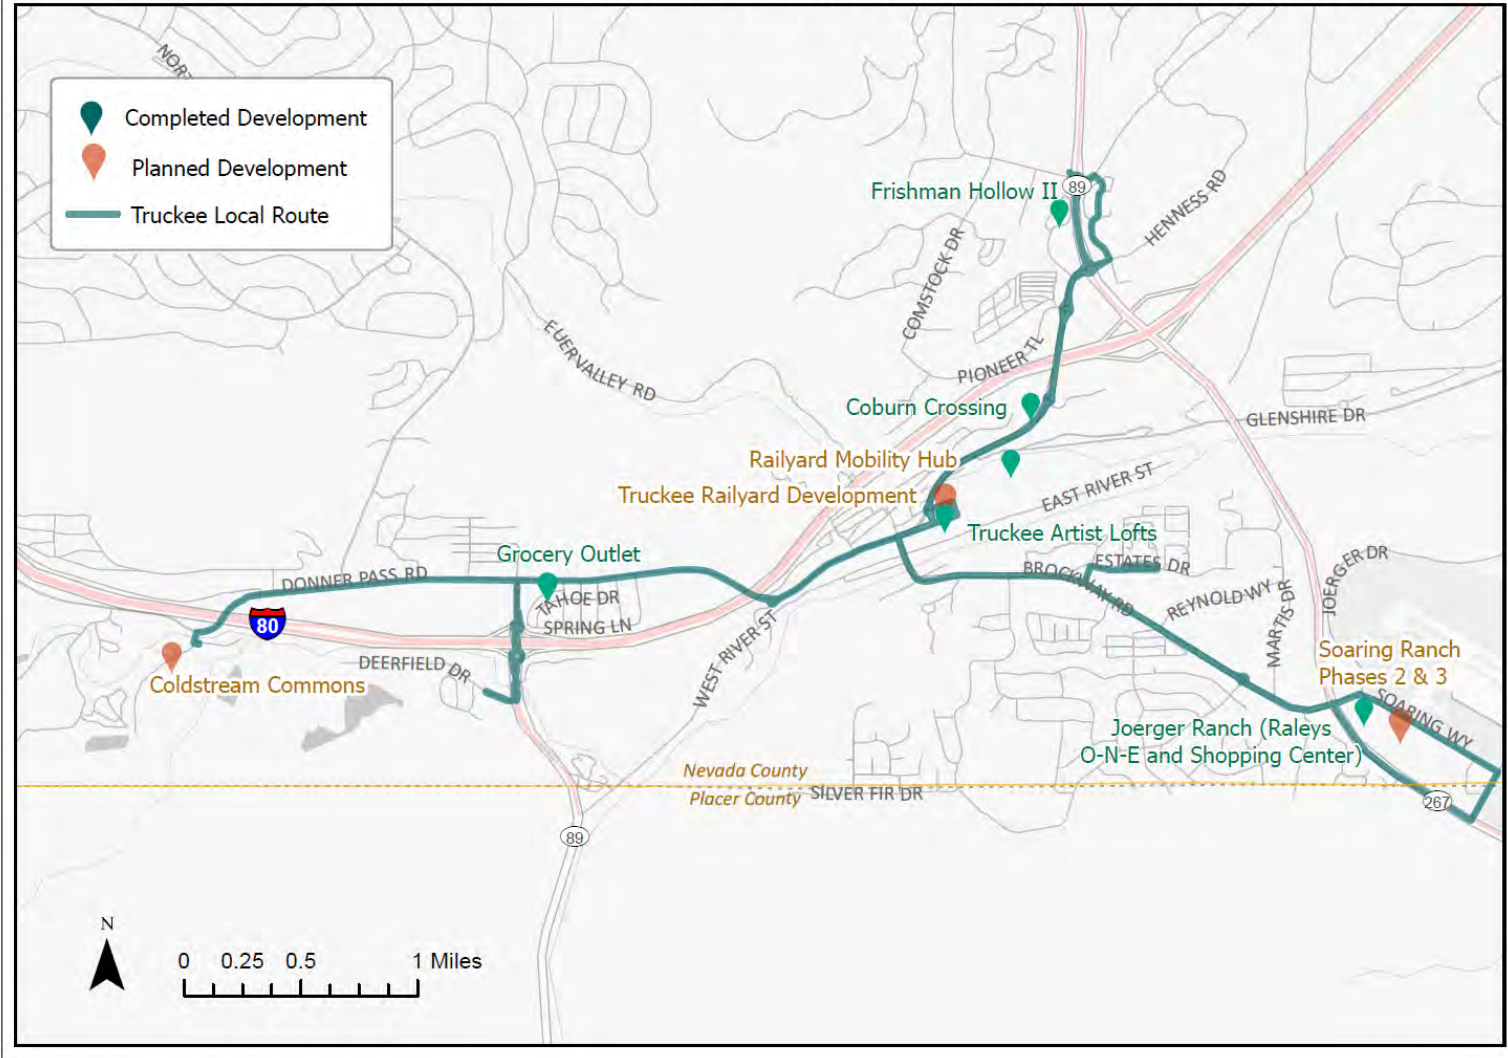 NOR
Completed Development
Planned Development
Truckee Local Route
Frishman Hollow II
89
HENNESS RD
COMSTOCK DR
EUERVALLEY RD
PIONEER TL
Coburn Crossing
GLENSHIRE DR
Railyard Mobility Hub
Truckee Railyard Development
EAST RIVER ST
Truckee Artist Lofts
Grocery Outlet
DONNER PASS RD
TAHOE DR
SPRING LN
80
BROCKWAY RD
ESTATES DR
REYNOLD WY
MARTIS DR
JOERGER DR
DEERFIELD DR
WEST RIVER ST
Coldstream Commons
Soaring Ranch
Phases 2 & 3
SOARING WY
Joerger Ranch (Raleys
O-N-E and Shopping Center)
Nevada County
Placer County
SILVER FIR DR
267
89
N
0 0.25 0.5 1 Miles